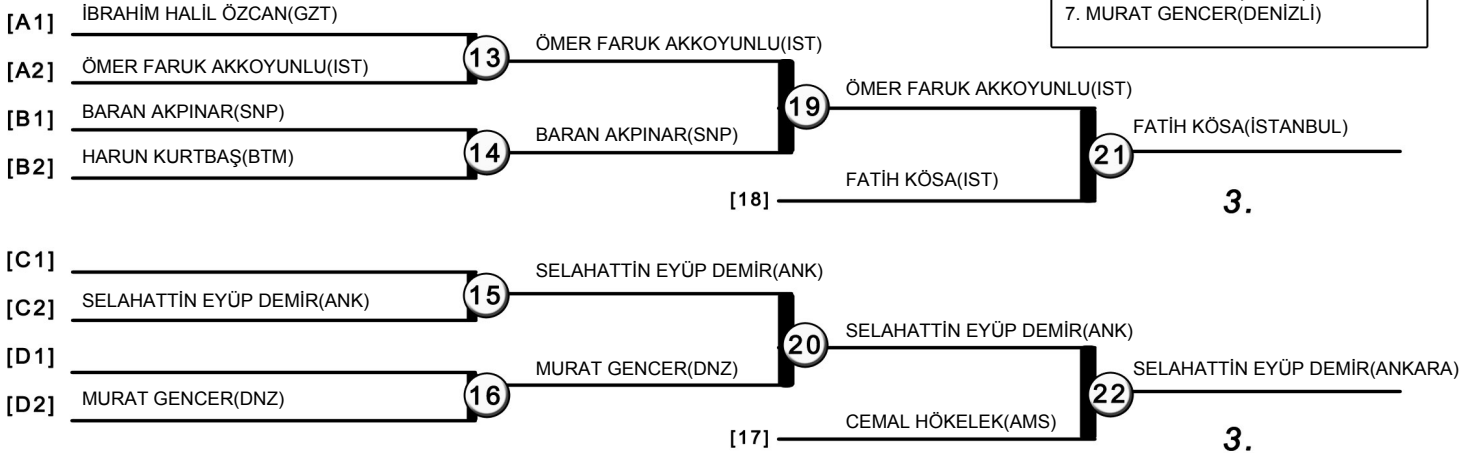 7. MURAT GENCER(DENİZLİ)
[A1] İBRAHİM HALİL ÖZCAN(GZT)
13 ÖMER FARUK AKKOYUNLU(IST)
[A2] ÖMER FARUK AKKOYUNLU(IST)
19 ÖMER FARUK AKKOYUNLU(IST)
[B1] BARAN AKPINAR(SNP)
14 BARAN AKPINAR(SNP)
[B2] HARUN KURTBAŞ(BTM)
21 FATİH KÖSA(İSTANBUL)
[18] FATİH KÖSA(IST)
3.
[C1]
15 SELAHATTİN EYÜP DEMİR(ANK)
[C2] SELAHATTİN EYÜP DEMİR(ANK)
20 SELAHATTİN EYÜP DEMİR(ANK)
[D1]
16 MURAT GENCER(DNZ)
[D2] MURAT GENCER(DNZ)
22 SELAHATTİN EYÜP DEMİR(ANKARA)
[17] CEMAL HÖKELEK(AMS)
3.